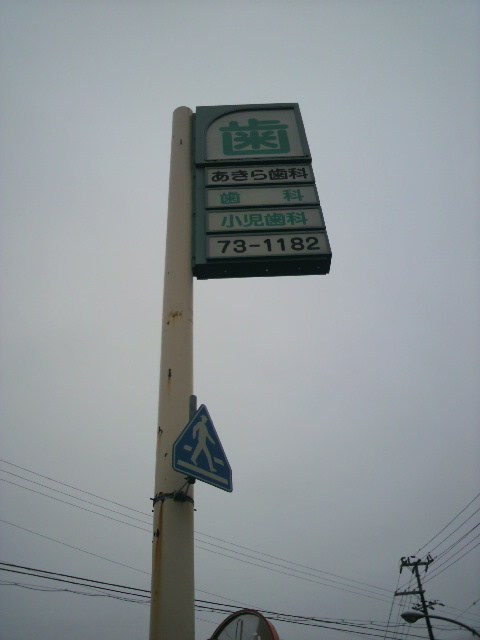 歯
あきら歯科
歯 科
小児歯科
73-1182